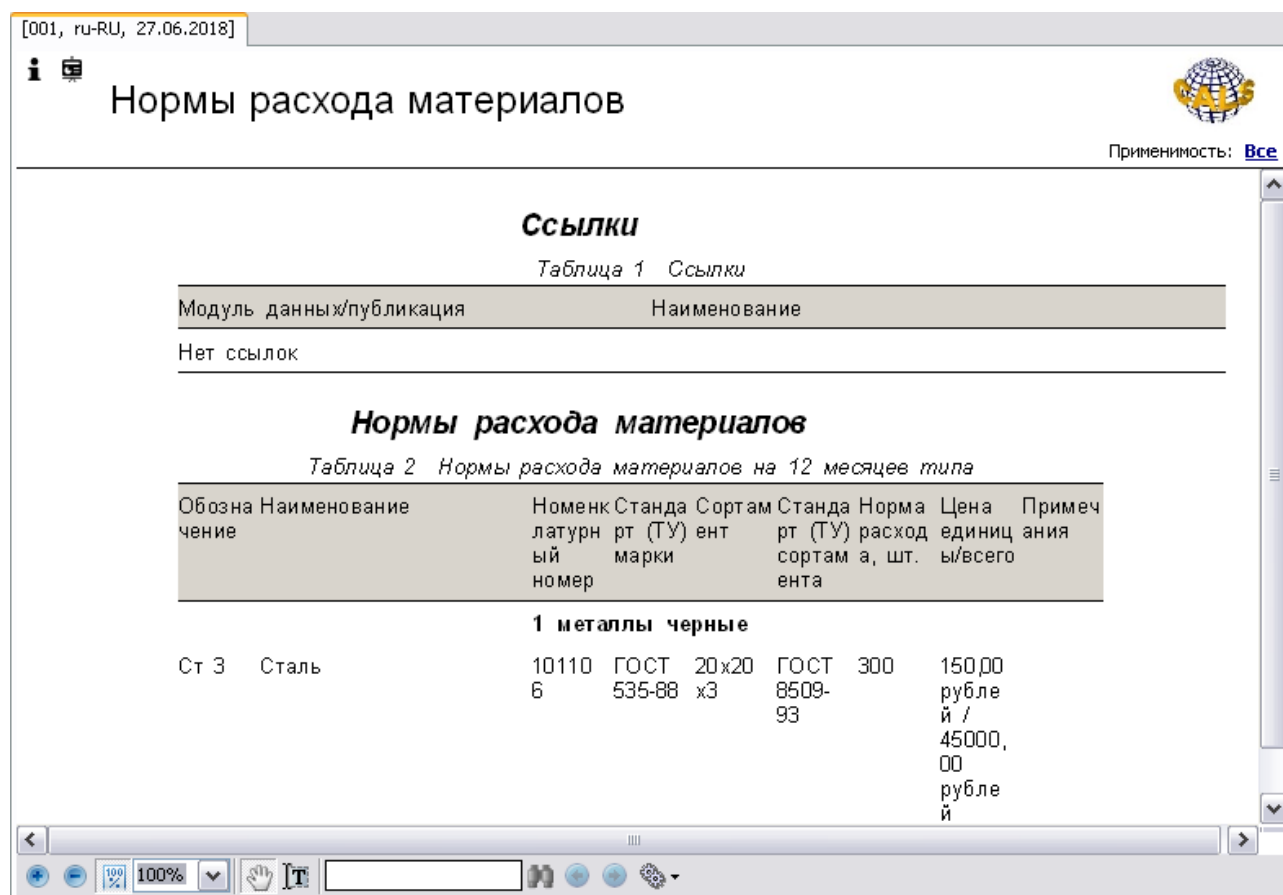 [001, ru-RU, 27.06.2018]
Нормы расхода материалов
CALS
Применимость: Все
Ссылки
Таблица 1 Ссылки
Модуль данных/публикация Наименование
Нет ссылок
Нормы расхода материалов
Таблица 2 Нормы расхода материалов на 12 месяцев типа
Обозна Наименование Номенк Станда Сортам Станда Норма Цена Примеч
чение латурн рт (ТУ) ент рт (ТУ) расход единиц ания
ый марки сортам а, шт. ы/всего
номер ента
1 металлы черные
Ст 3 Сталь 10110 ГОСТ 20х20 ГОСТ 300 150,00
6 535-88 х3 8509- рубле
93 й /
45000,
00
рубле
й
100% 100%
T